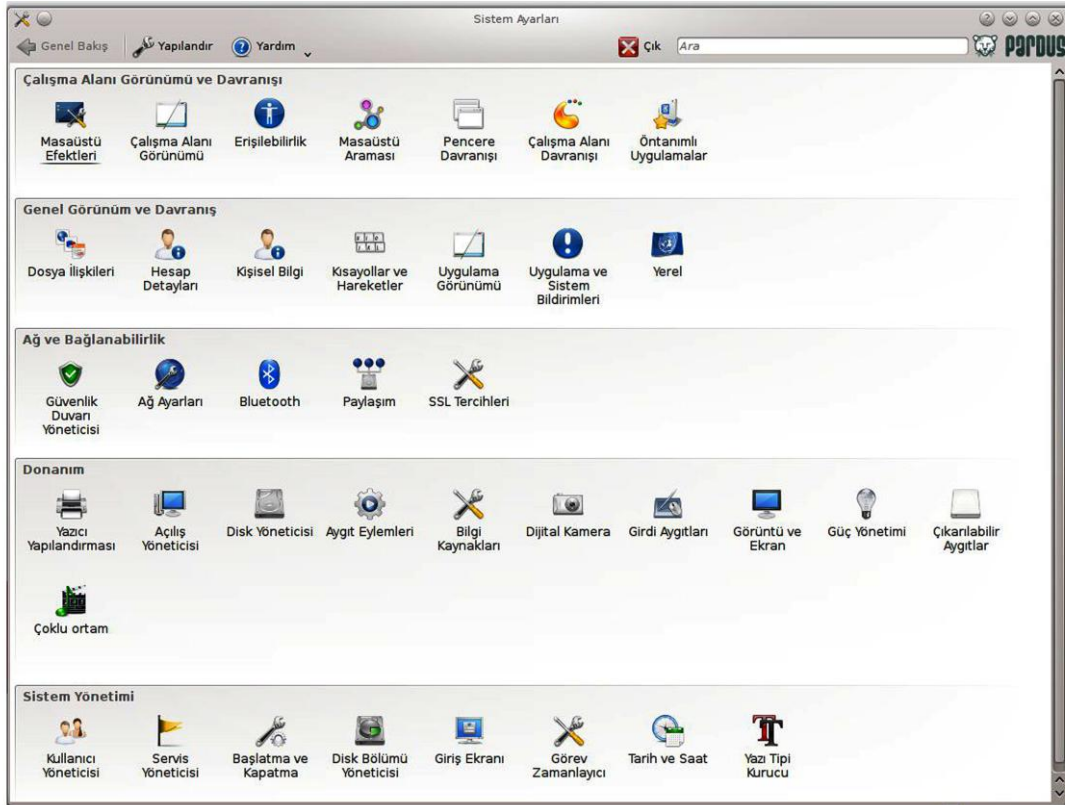 Sistem Ayarları
Genel Bakış Yapılandır Yardım Çık Ara PARDUS
Çalışma Alanı Görünümü ve Davranışı
Masaüstü Efektleri
Çalışma Alanı Görünümü
Erişilebilirlik
Masaüstü Araması
Pencere Davranışı
Çalışma Alanı Davranışı
Öntanımlı Uygulamalar
Genel Görünüm ve Davranış
Dosya İlişkileri
Hesap Detayları
Kişisel Bilgi
Kısayollar ve Hareketler
Uygulama Görünümü
Uygulama ve Sistem Bildirimleri
Yerel
Ağ ve Bağlanabilirlik
Güvenlik Duvarı Yöneticisi
Ağ Ayarları
Bluetooth
Paylaşım
SSL Tercihleri
Donanım
Yazıcı Yapılandırması
Açılış Yöneticisi
Disk Yöneticisi
Aygıt Eylemleri
Bilgi Kaynakları
Dijital Kamera
Girdi Aygıtları
Görüntü ve Ekran
Güç Yönetimi
Çıkarılabilir Aygıtlar
Çoklu ortam
Sistem Yönetimi
Kullanıcı Yöneticisi
Servis Yöneticisi
Başlatma ve Kapatma
Disk Bölümü Yöneticisi
Giriş Ekranı
Görev Zamanlayıcı
Tarih ve Saat
Yazı Tipi Kurucu